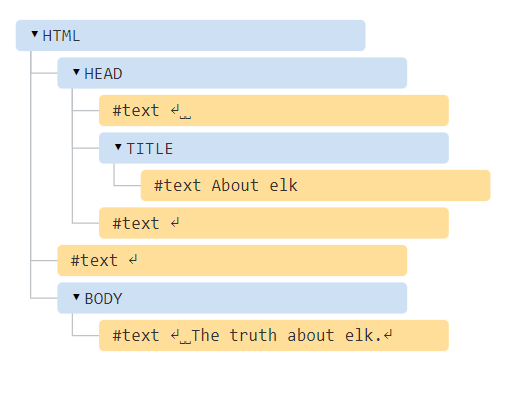 ▾ HTML
▾ HEAD
#text ↵␣␣
▾ TITLE
#text About elk
#text ↵
#text ↵
▾ BODY
#text ↵␣␣The truth about elk.↵